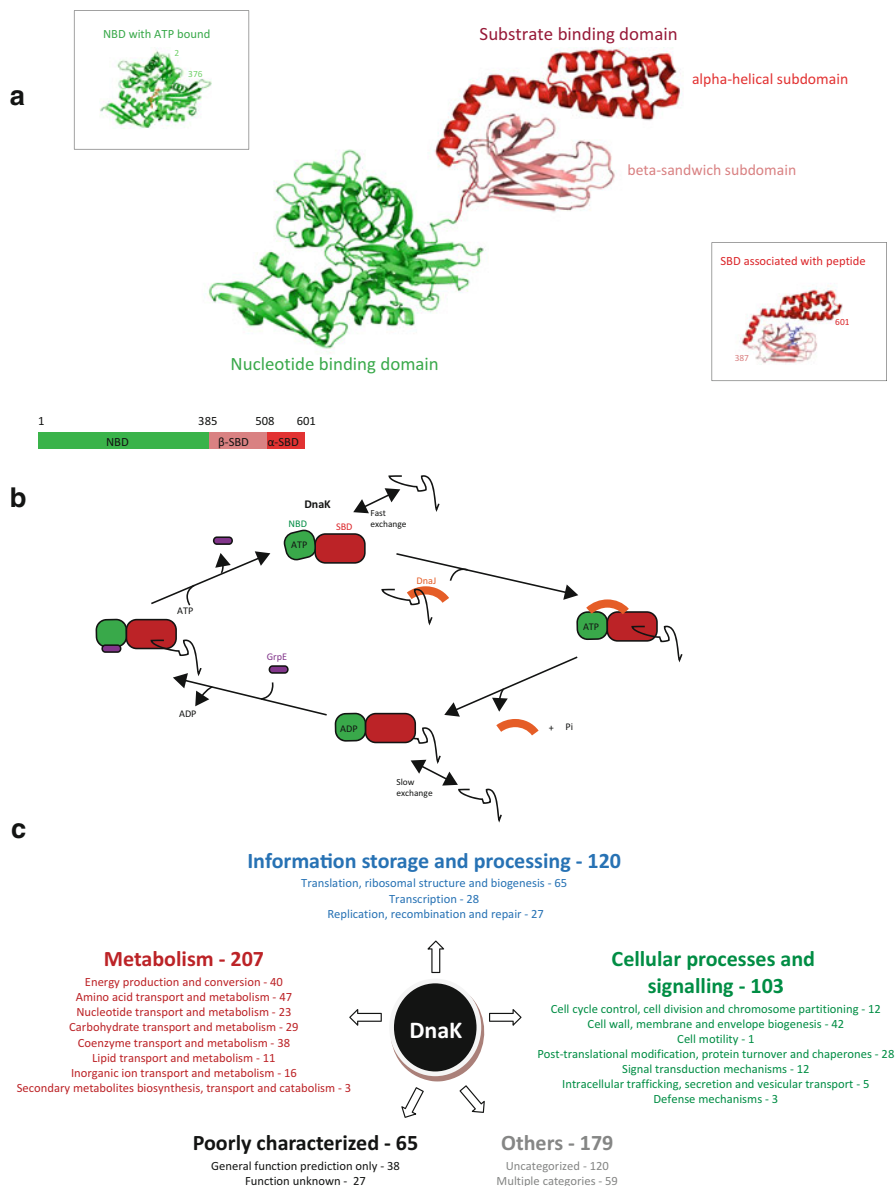 a
NBD with ATP bound
2
376
Substrate binding domain
alpha-helical subdomain
beta-sandwich subdomain
SBD associated with peptide
601
387
Nucleotide binding domain
1 385 508 601
NBD β-SBD α-SBD
b
DnaK
NBD SBD
ATP
Fast
exchange
DnaJ
ATP
ATP
GrpE
ADP
ADP
+ Pi
Slow
exchange
c
Information storage and processing - 120
Translation, ribosomal structure and biogenesis - 65
Transcription - 28
Replication, recombination and repair - 27
Metabolism - 207
Energy production and conversion - 40
Amino acid transport and metabolism - 47
Nucleotide transport and metabolism - 23
Carbohydrate transport and metabolism - 29
Coenzyme transport and metabolism - 38
Lipid transport and metabolism - 11
Inorganic ion transport and metabolism - 16
Secondary metabolites biosynthesis, transport and catabolism - 3
DnaK
Cellular processes and
signalling - 103
Cell cycle control, cell division and chromosome partitioning - 12
Cell wall, membrane and envelope biogenesis - 42
Cell motility - 1
Post-translational modification, protein turnover and chaperones - 28
Signal transduction mechanisms - 12
Intracellular trafficking, secretion and vesicular transport - 5
Defense mechanisms - 3
Poorly characterized - 65
General function prediction only - 38
Function unknown - 27
Others - 179
Uncategorized - 120
Multiple categories - 59